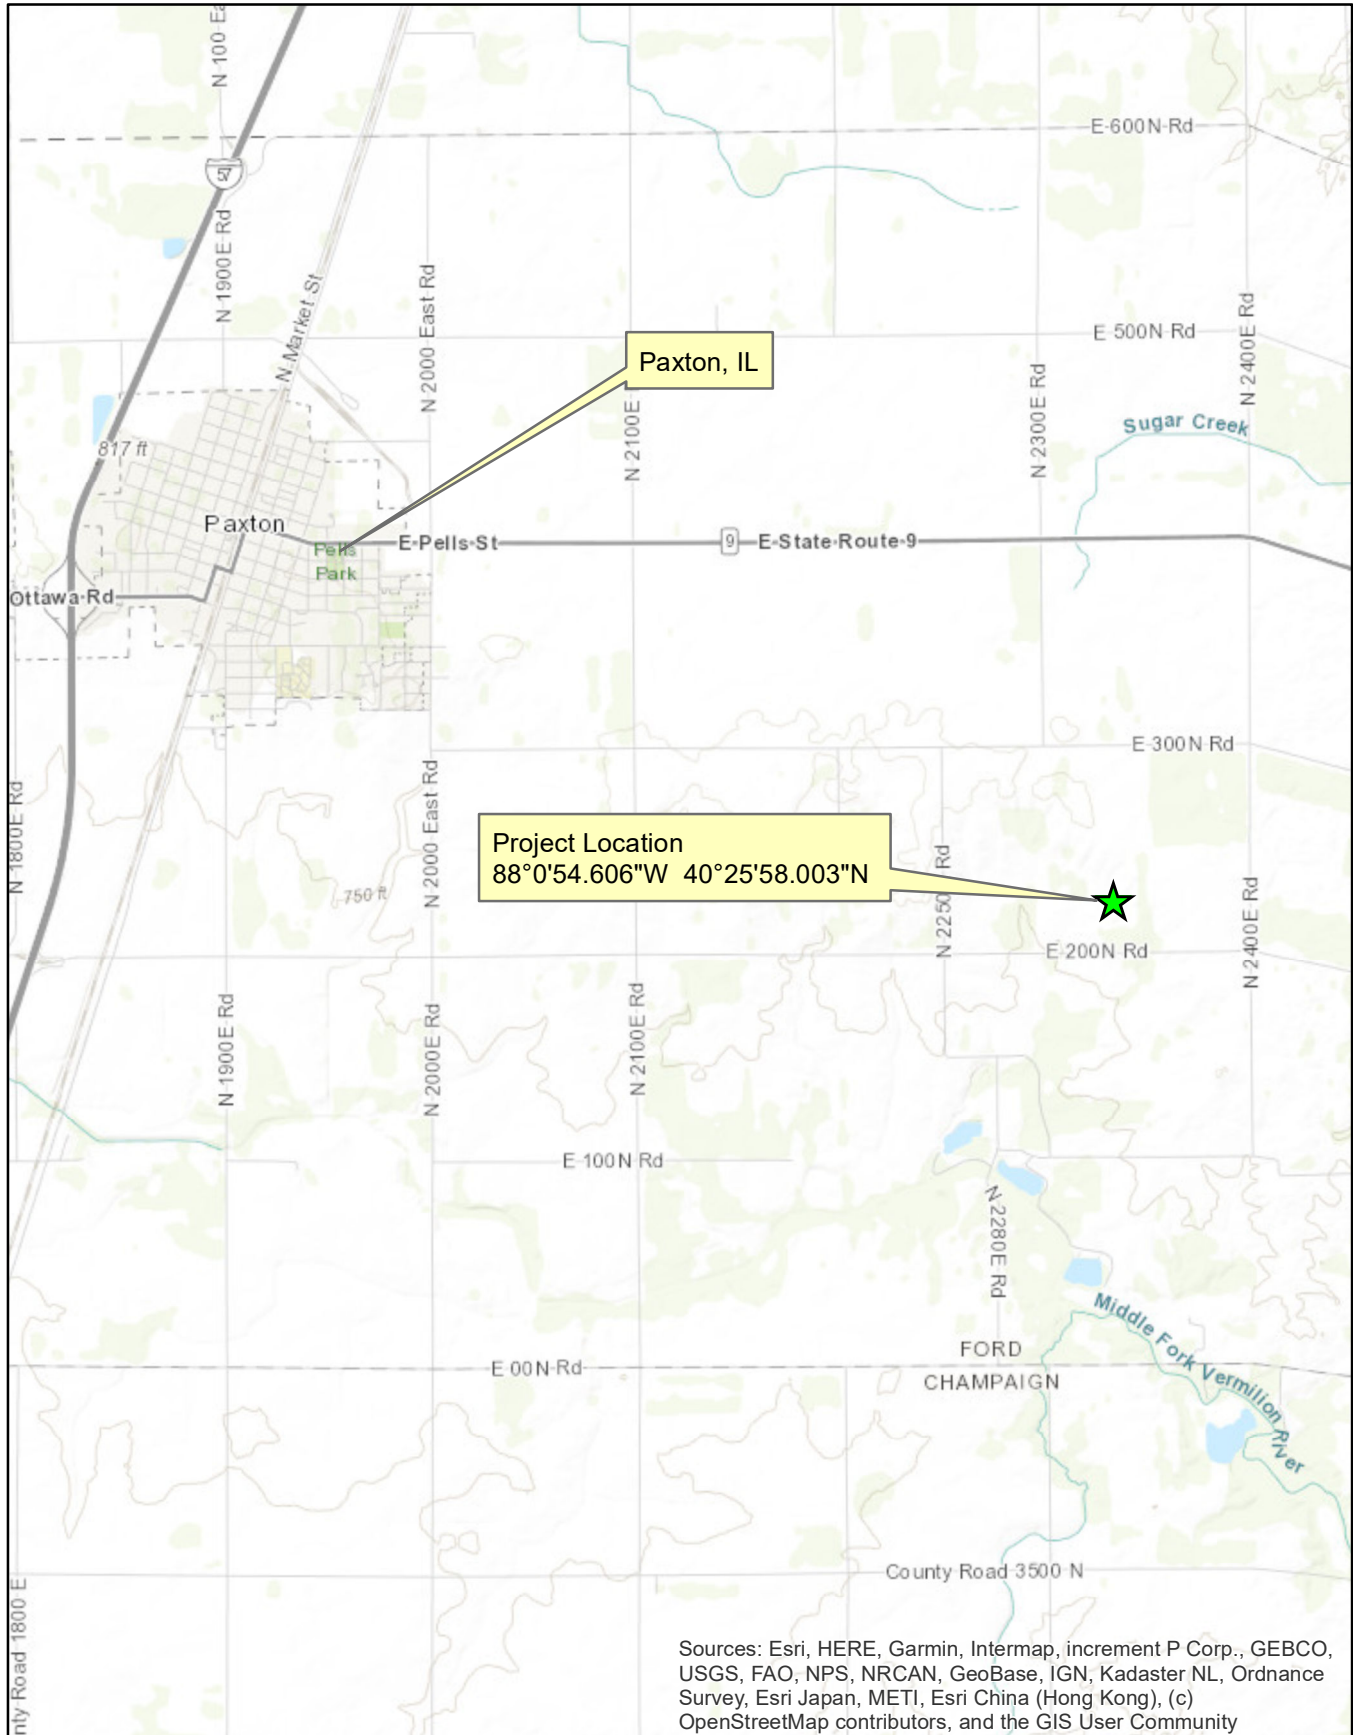 N 100 Ea
E 600N Rd
57
N 1900E Rd
N Market St
N 2000 East Rd
N 2400E Rd
E 500N Rd
Paxton, IL
N 2100E
N 2300E Rd
Sugar Creek
817 ft
Paxton
Pells
Park
E Pells St
9
E State Route 9
Ottawa Rd
E 300N Rd
N 1800E Rd
N 2000 East Rd
Project Location
88°0'54.606"W 40°25'58.003"N
750 ft
N 2250 Rd
N 2400E Rd
E 200N Rd
N 1900E Rd
N 2000E Rd
N 2100E Rd
E 100N Rd
N 2280E Rd
Middle Fork Vermilion River
FORD
E 00N Rd
CHAMPAIGN
County Road 3500 N
nty Road 1800 E
Sources: Esri, HERE, Garmin, Intermap, increment P Corp., GEBCO,
USGS, FAO, NPS, NRCAN, GeoBase, IGN, Kadaster NL, Ordnance
Survey, Esri Japan, METI, Esri China (Hong Kong), (c)
OpenStreetMap contributors, and the GIS User Community